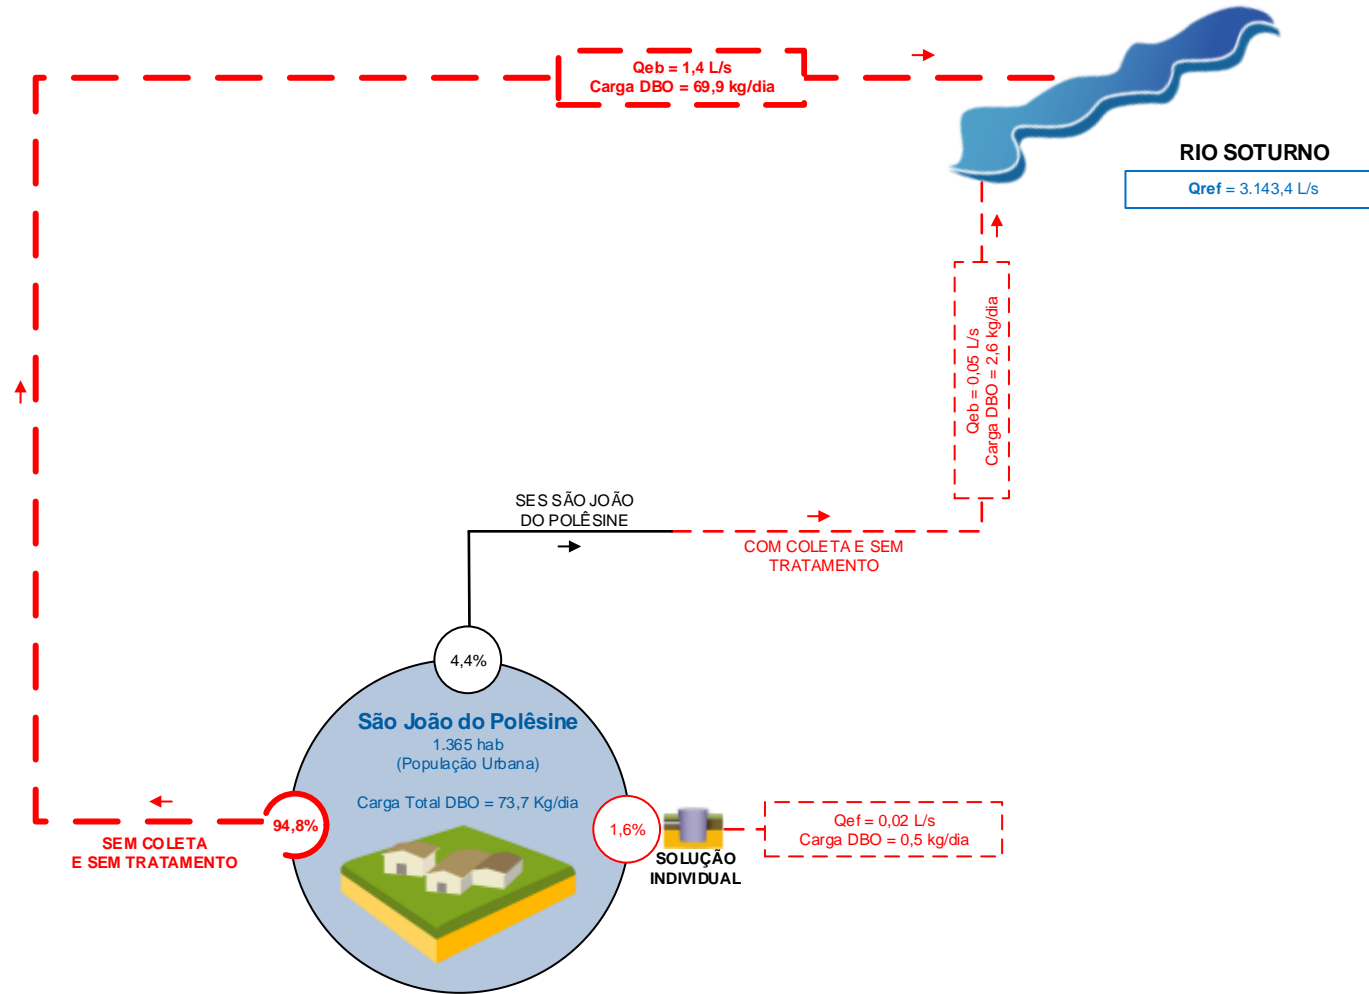 Qeb = 1,4 L/s
Carga DBO = 69,9 kg/dia
RIO SOTURNO
Qref = 3.143,4 L/s
Qeb = 0,05 L/s
Carga DBO = 2,6 kg/dia
SES SÃO JOÃO
DO POLÊSINE
COM COLETA E SEM
TRATAMENTO
4,4%
São João do Polêsine
1.365 hab
(População Urbana)
Carga Total DBO = 73,7 Kg/dia
94,8%
SEM COLETA
E SEM TRATAMENTO
1,6%
SOLUÇÃO
INDIVIDUAL
Qef = 0,02 L/s
Carga DBO = 0,5 kg/dia